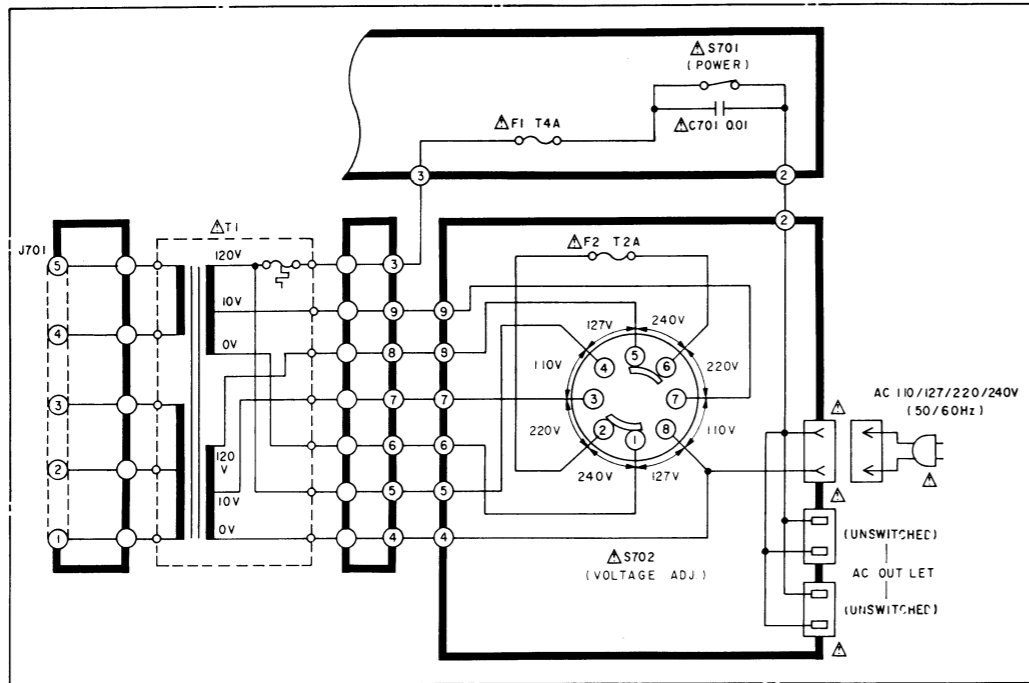 ⚠ S701
(POWER)
⚠ F1 T4A
⚠ C701 0.01
3
2
2
J701
⚠ T1
⚠ F2 T2A
5
120V
3
10V
9
9
127V
240V
4
0V
8
8
5
4
6
110V
220V
3
7
7
3
7
AC 110/127/220/240V
(50/60Hz)
⚠
2
120
V
6
6
2
1
8
220V
110V
240V
127V
⚠
10V
5
5
⚠
1
0V
4
4
⚠ S702
(VOLTAGE ADJ.)
(UNSWITCHED)
AC OUT LET
(UNSWITCHED)
⚠